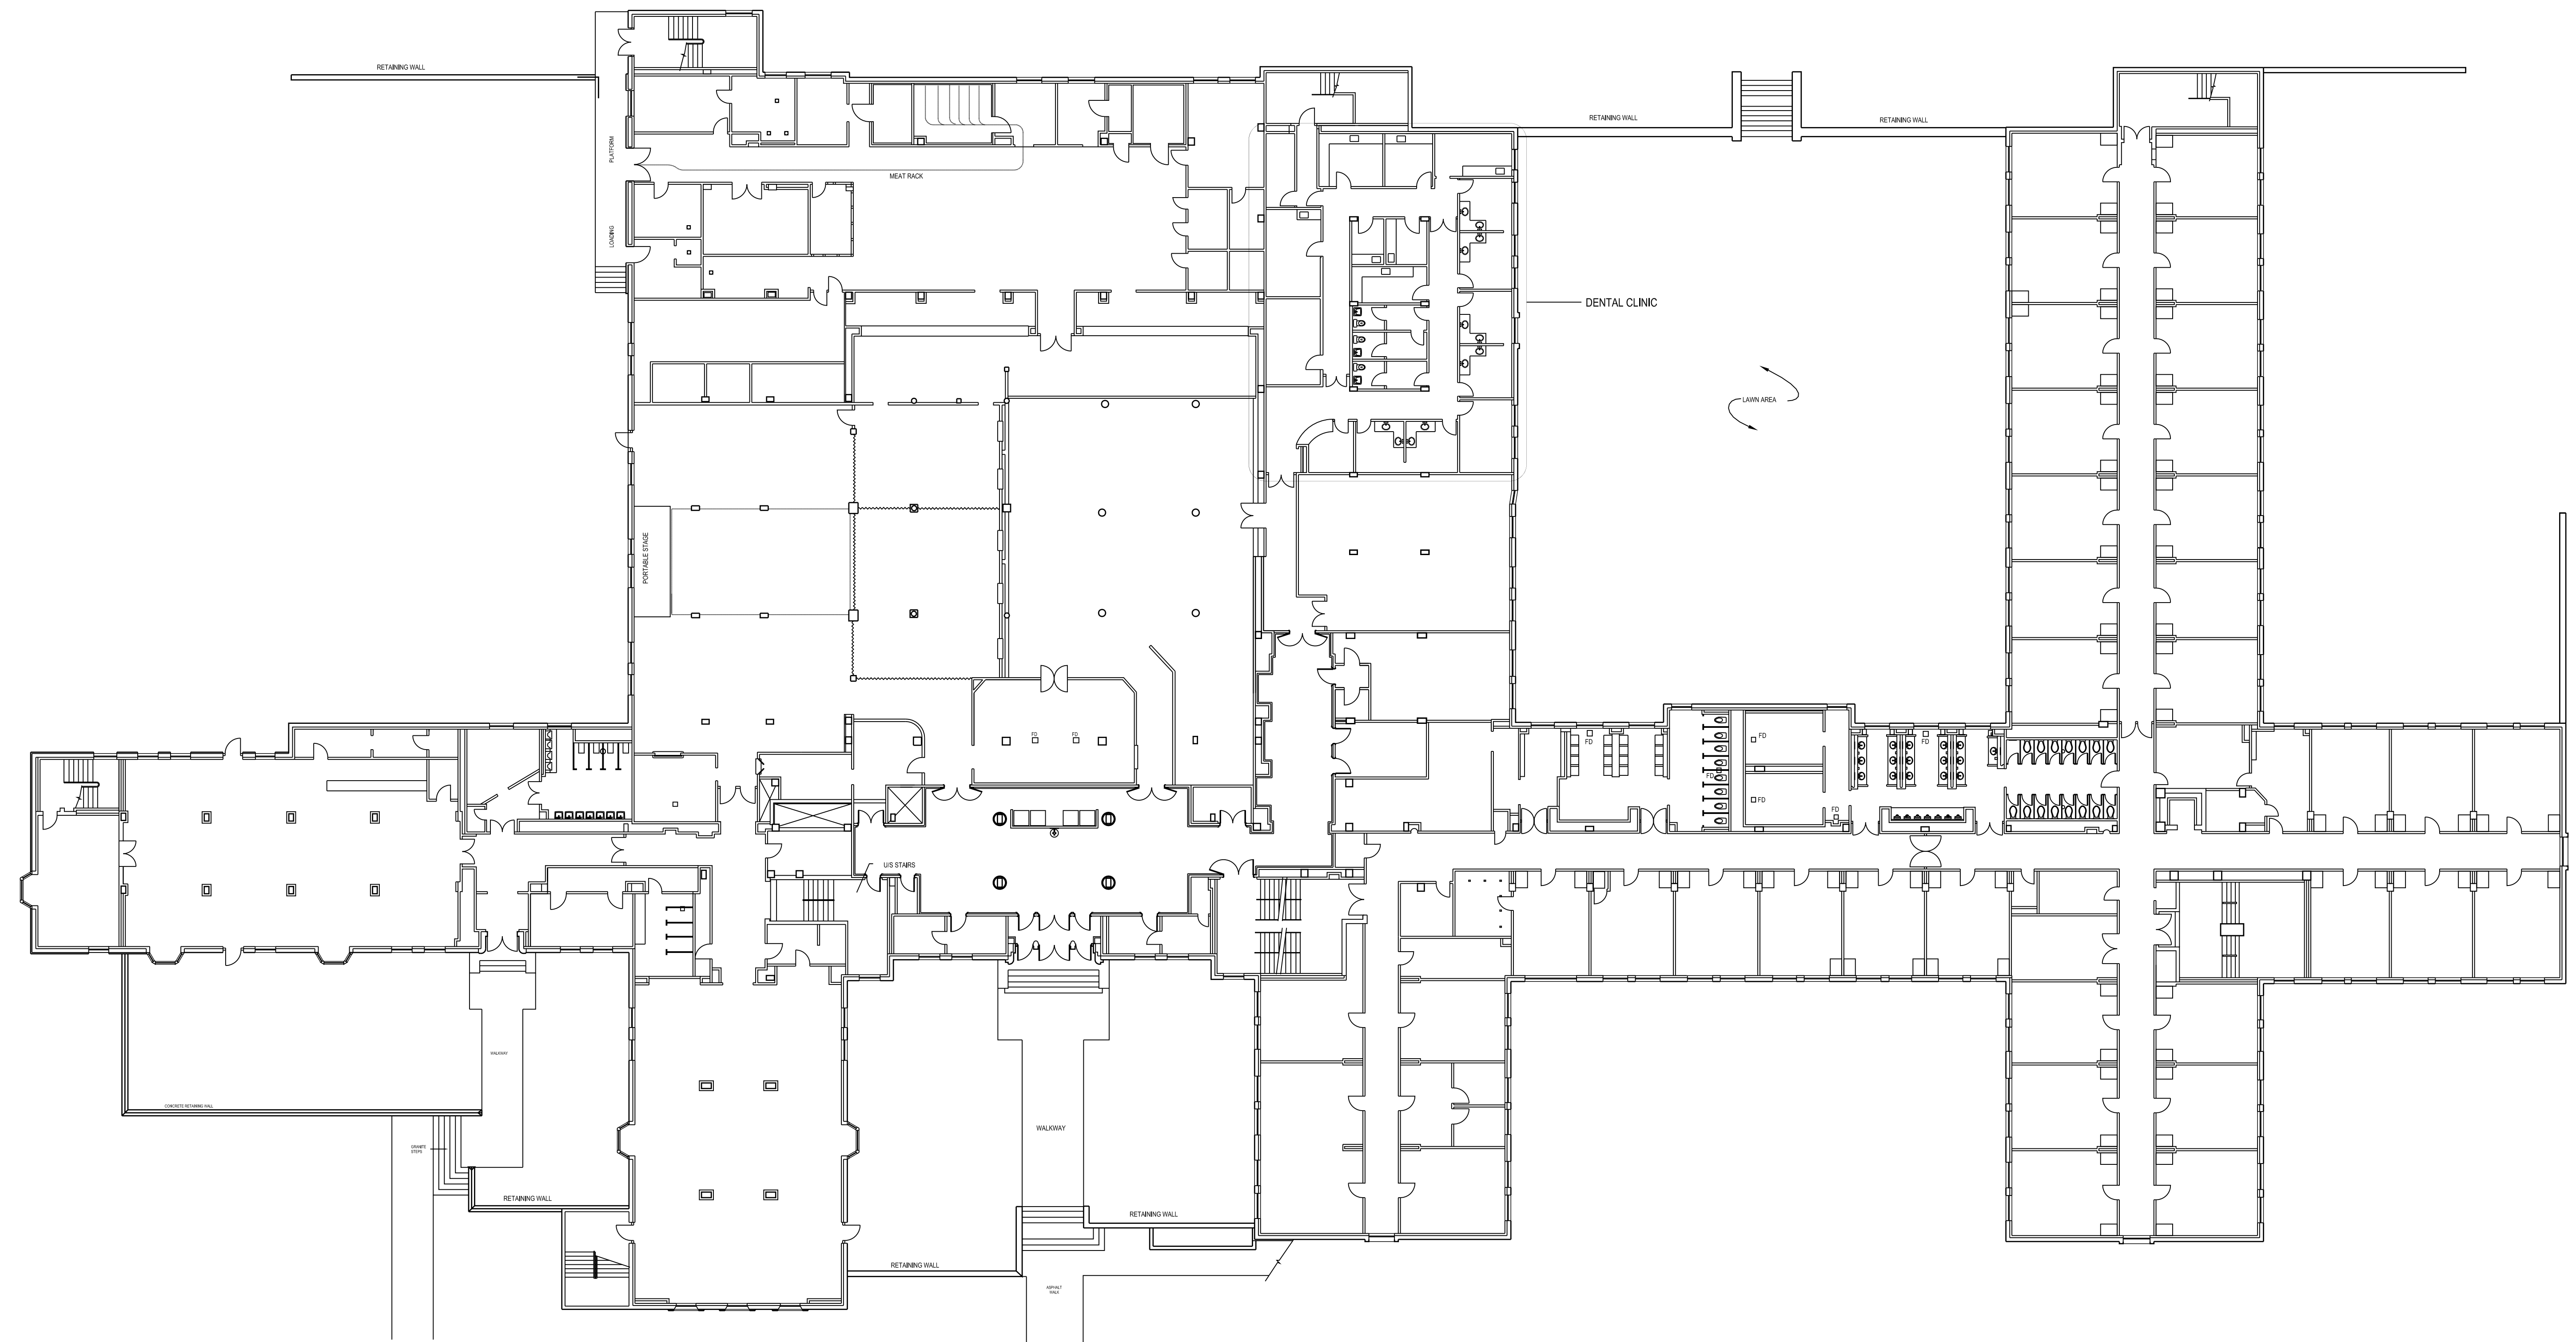 RETAINING WALL
RETAINING WALL
RETAINING WALL
PLATFORM
LOADING
MEAT RACK
DENTAL CLINIC
LAWN AREA
PORTABLE STAGE
FD
FD
FD
FD
FD
FD
FD
FD
U/S STAIRS
WALKWAY
CONCRETE RETAINING WALL
GRANITE
STEPS
WALKWAY
RETAINING WALL
RETAINING WALL
RETAINING WALL
ASPHALT
WALK